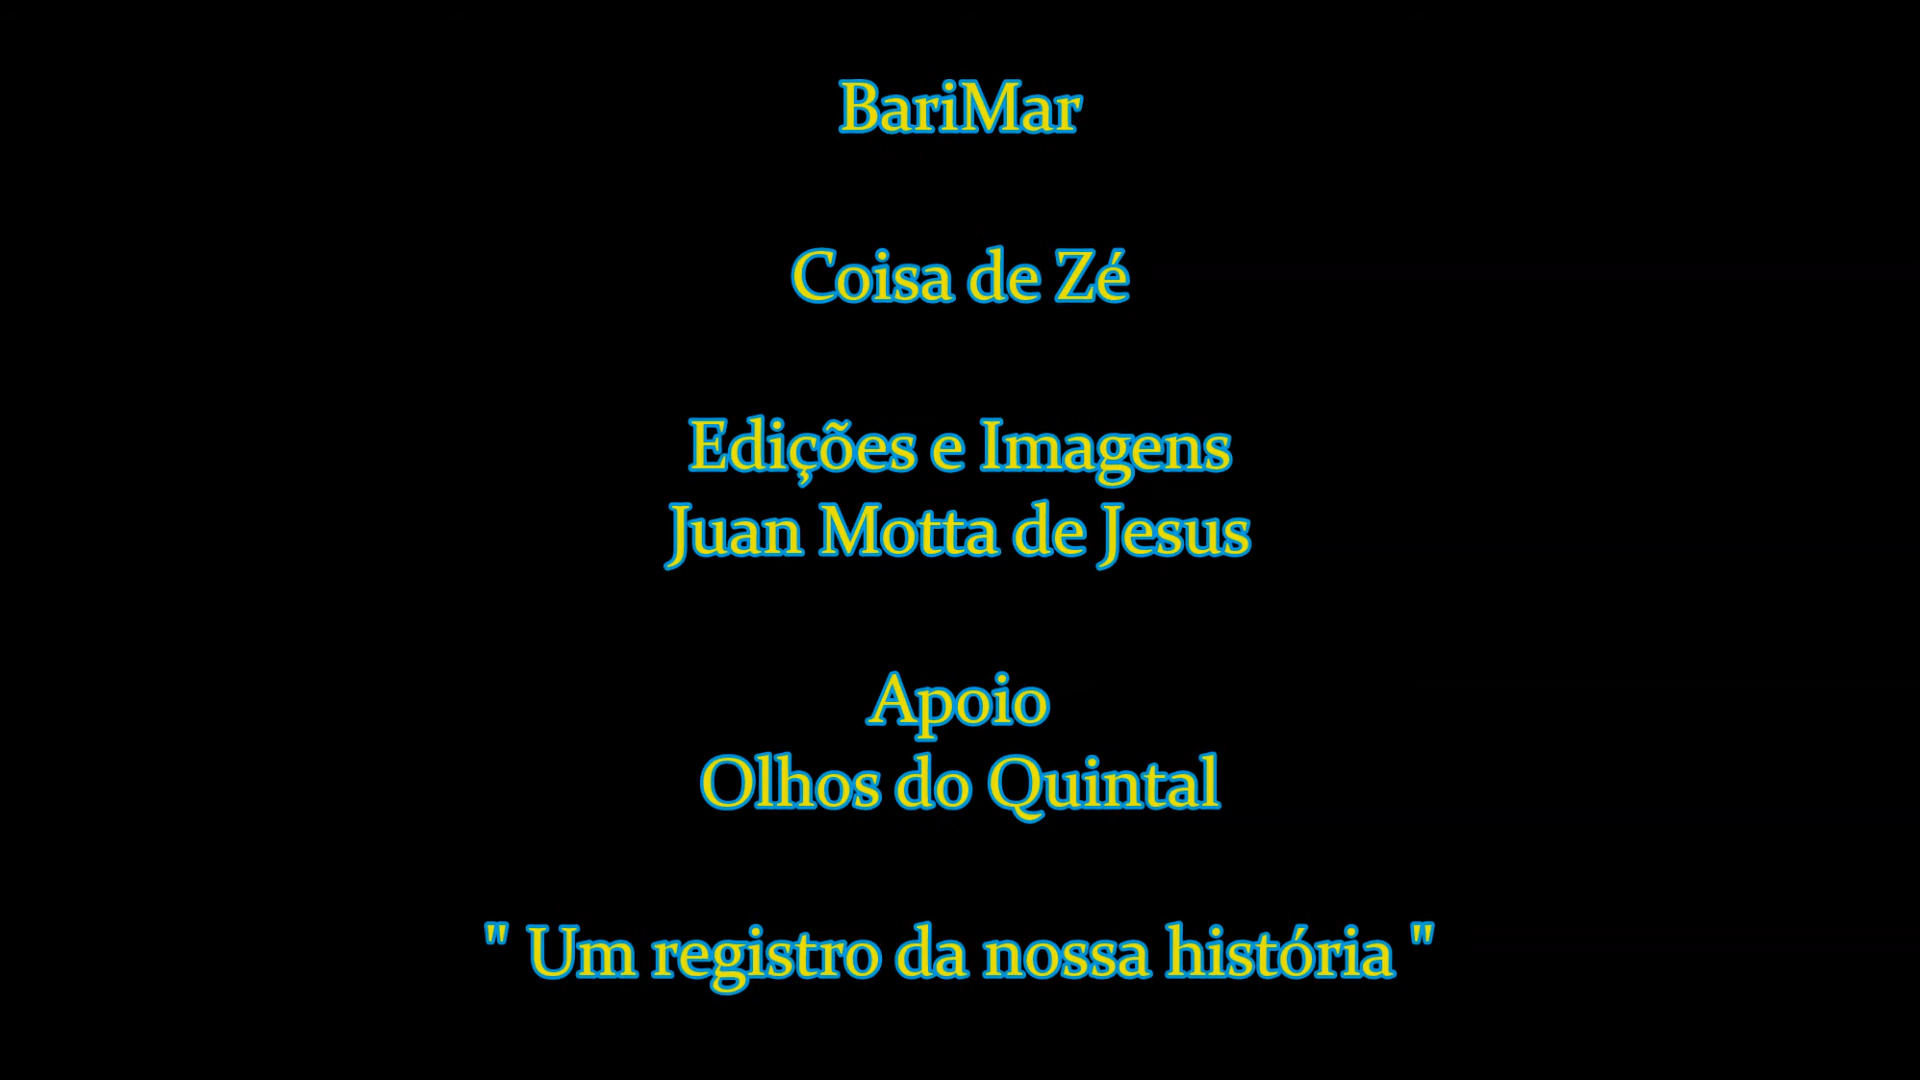 BariMar
Coisa de Zé
Edições e Imagens
Juan Motta de Jesus
Apoio
Olhos do Quintal
" Um registro da nossa história "